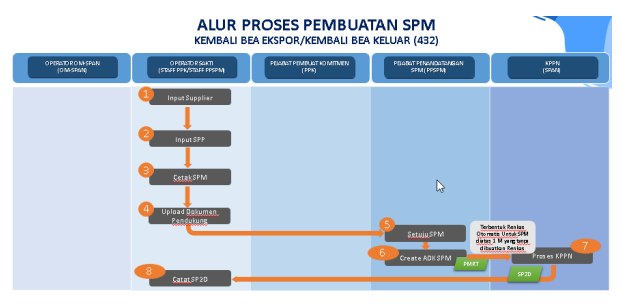 ALUR PROSES PEMBUATAN SPM
KEMBALI BEA EKSPOR/KEMBALI BEA KELUAR (432)
OPERATOR OM-SPAN
(OM-SPAN)
OPERATOR SAKTI
(STAFF PPK/STAFF PPSPM)
PEJABAT PEMBUAT KOMITMEN
(PPK)
PEJABAT PENANDATANGAN
SPM (PPSPM)
KPPN
(SPAN)
1
Input Supplier
2
Input SPP
3
Cetak SPM
4
Upload Dokumen
Pendukung
5
Setuju SPM
Terbentuk Renkas
Otomatis Untuk SPM
diatas 1 M yang tanpa
dibuatkan Renkas
6
Create ADK SPM
PMRT
7
Proses KPPN
SP2D
8
Catat SP2D